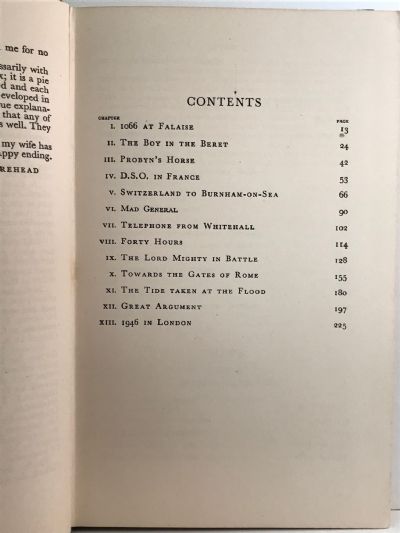 me for no
ssarily with
k; it is a pie
d and each
eveloped in
ue explana-
that any of
s well. They
my wife has
ppy ending.
REHEAD
CONTENTS
CHAPTER PAGE
I. 1066 AT FALAISE 13
II. THE BOY IN THE BERET 24
III. PROBYN'S HORSE 42
IV. D.S.O. IN FRANCE 53
V. SWITZERLAND TO BURNHAM-ON-SEA 66
VI. MAD GENERAL 90
VII. TELEPHONE FROM WHITEHALL 102
VIII. FORTY HOURS 114
IX. THE LORD MIGHTY IN BATTLE 128
X. TOWARDS THE GATES OF ROME 155
XI. THE TIDE TAKEN AT THE FLOOD 180
XII. GREAT ARGUMENT 197
XIII. 1946 IN LONDON 225